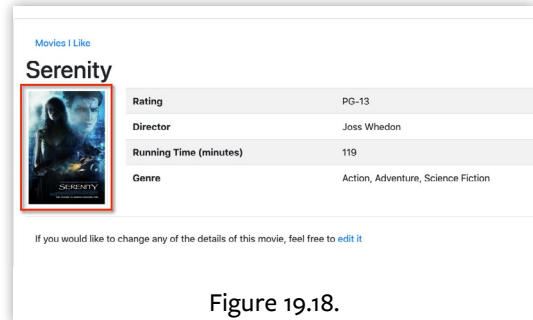 Movies I Like
Serenity
Rating PG-13
Director Joss Whedon
Running Time (minutes) 119
Genre Action, Adventure, Science Fiction
SERENITY
If you would like to change any of the details of this movie, feel free to edit it
Figure 19.18.